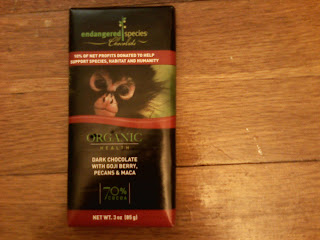 endangered species
Chocolate
10% OF NET PROFITS DONATED TO HELP
SUPPORT SPECIES, HABITAT AND HUMANITY
ORGANIC
HEALTH
DARK CHOCOLATE
WITH GOJI BERRY,
PECANS & MACA
70%
COCOA
NET WT. 3 oz (85 g)